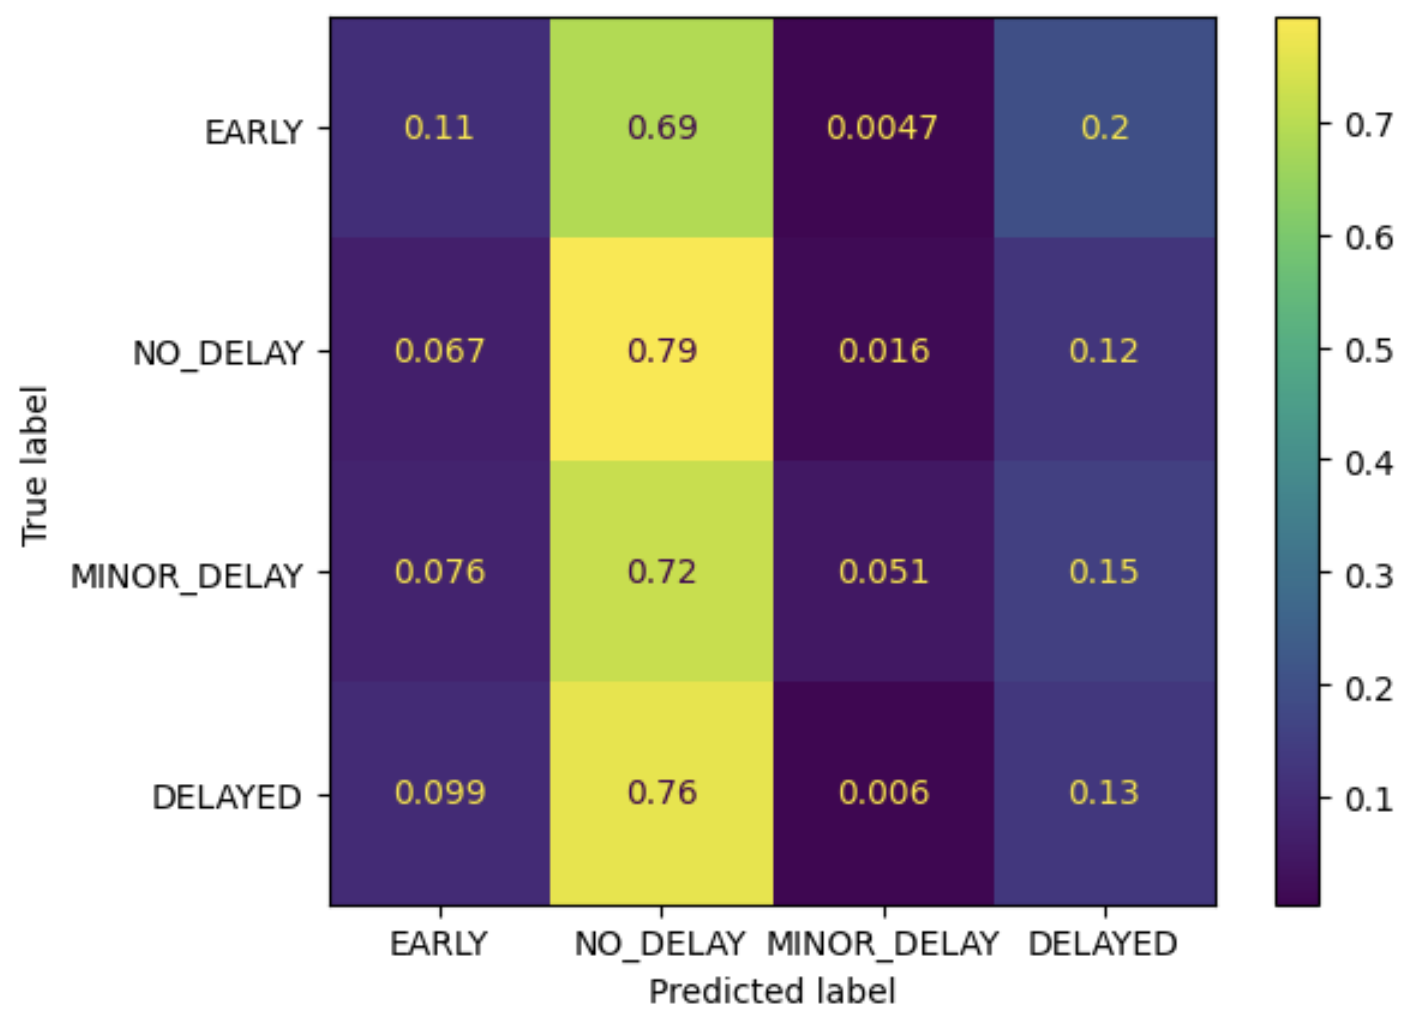 EARLY 0.11 0.69 0.0047 0.2
NO_DELAY 0.067 0.79 0.016 0.12
MINOR_DELAY 0.076 0.72 0.051 0.15
DELAYED 0.099 0.76 0.006 0.13
EARLY NO_DELAY MINOR_DELAY DELAYED
Predicted label
True label
0.7
0.6
0.5
0.4
0.3
0.2
0.1